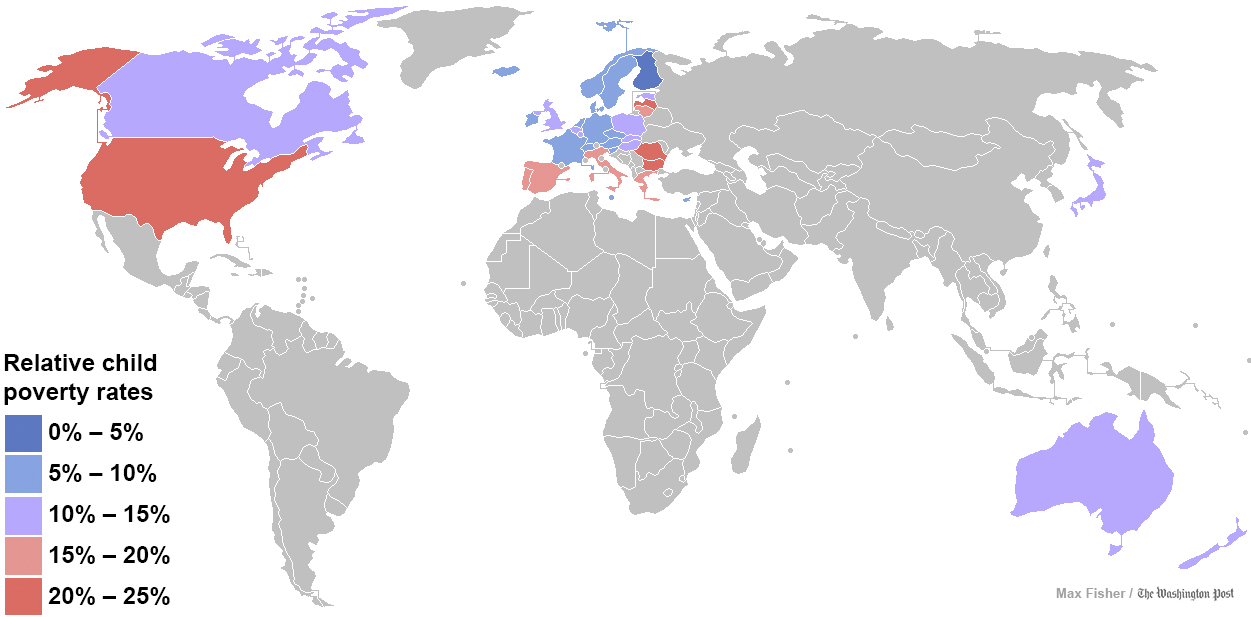 Relative child
poverty rates
0% – 5%
5% – 10%
10% – 15%
15% – 20%
20% – 25%
Max Fisher / The Washington Post